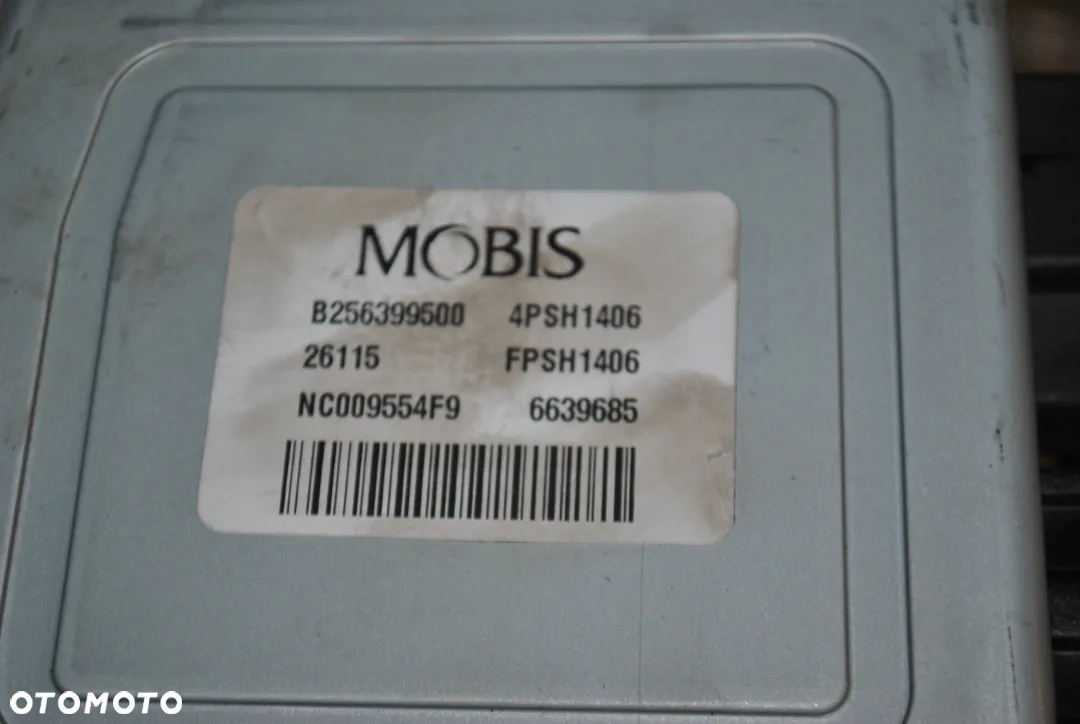 MOBIS
B256399500 4PSH1406
26115 FPSH1406
NC009554F9 6639685
OTOMOTO